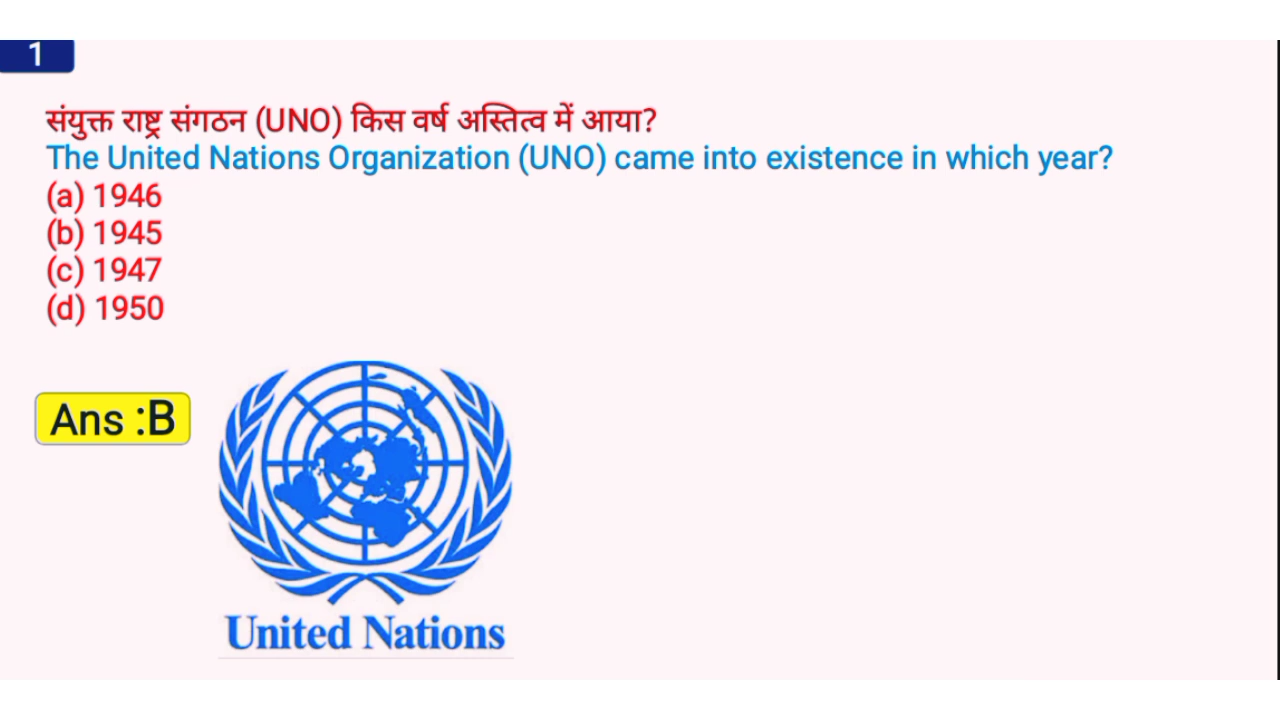 1
संयुक्त राष्ट्र संगठन (UNO) किस वर्ष अस्तित्व में आया?
The United Nations Organization (UNO) came into existence in which year?
(a) 1946
(b) 1945
(c) 1947
(d) 1950
Ans :B
United Nations